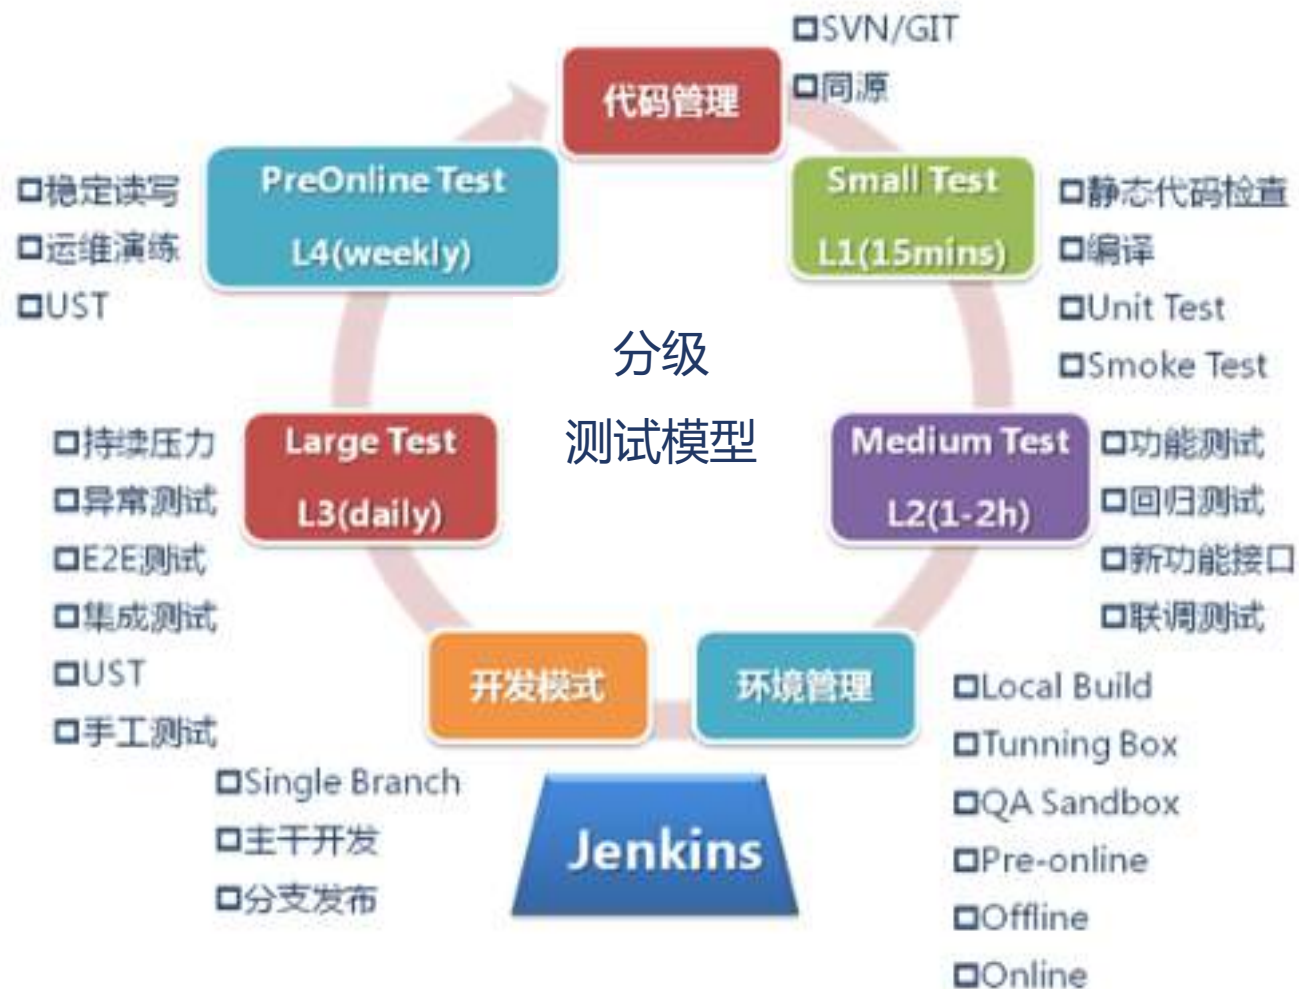 代码管理
SVN/GIT
同源
Small Test
L1(15mins)
静态代码检查
编译
Unit Test
Smoke Test
Medium Test
L2(1-2h)
功能测试
回归测试
新功能接口
联调测试
环境管理
Local Build
Tunning Box
QA Sandbox
Pre-online
Offline
Online
开发模式
Single Branch
主干开发
分支发布
Large Test
L3(daily)
持续压力
异常测试
E2E测试
集成测试
UST
手工测试
PreOnline Test
L4(weekly)
稳定读写
运维演练
UST
分级
测试模型
Jenkins